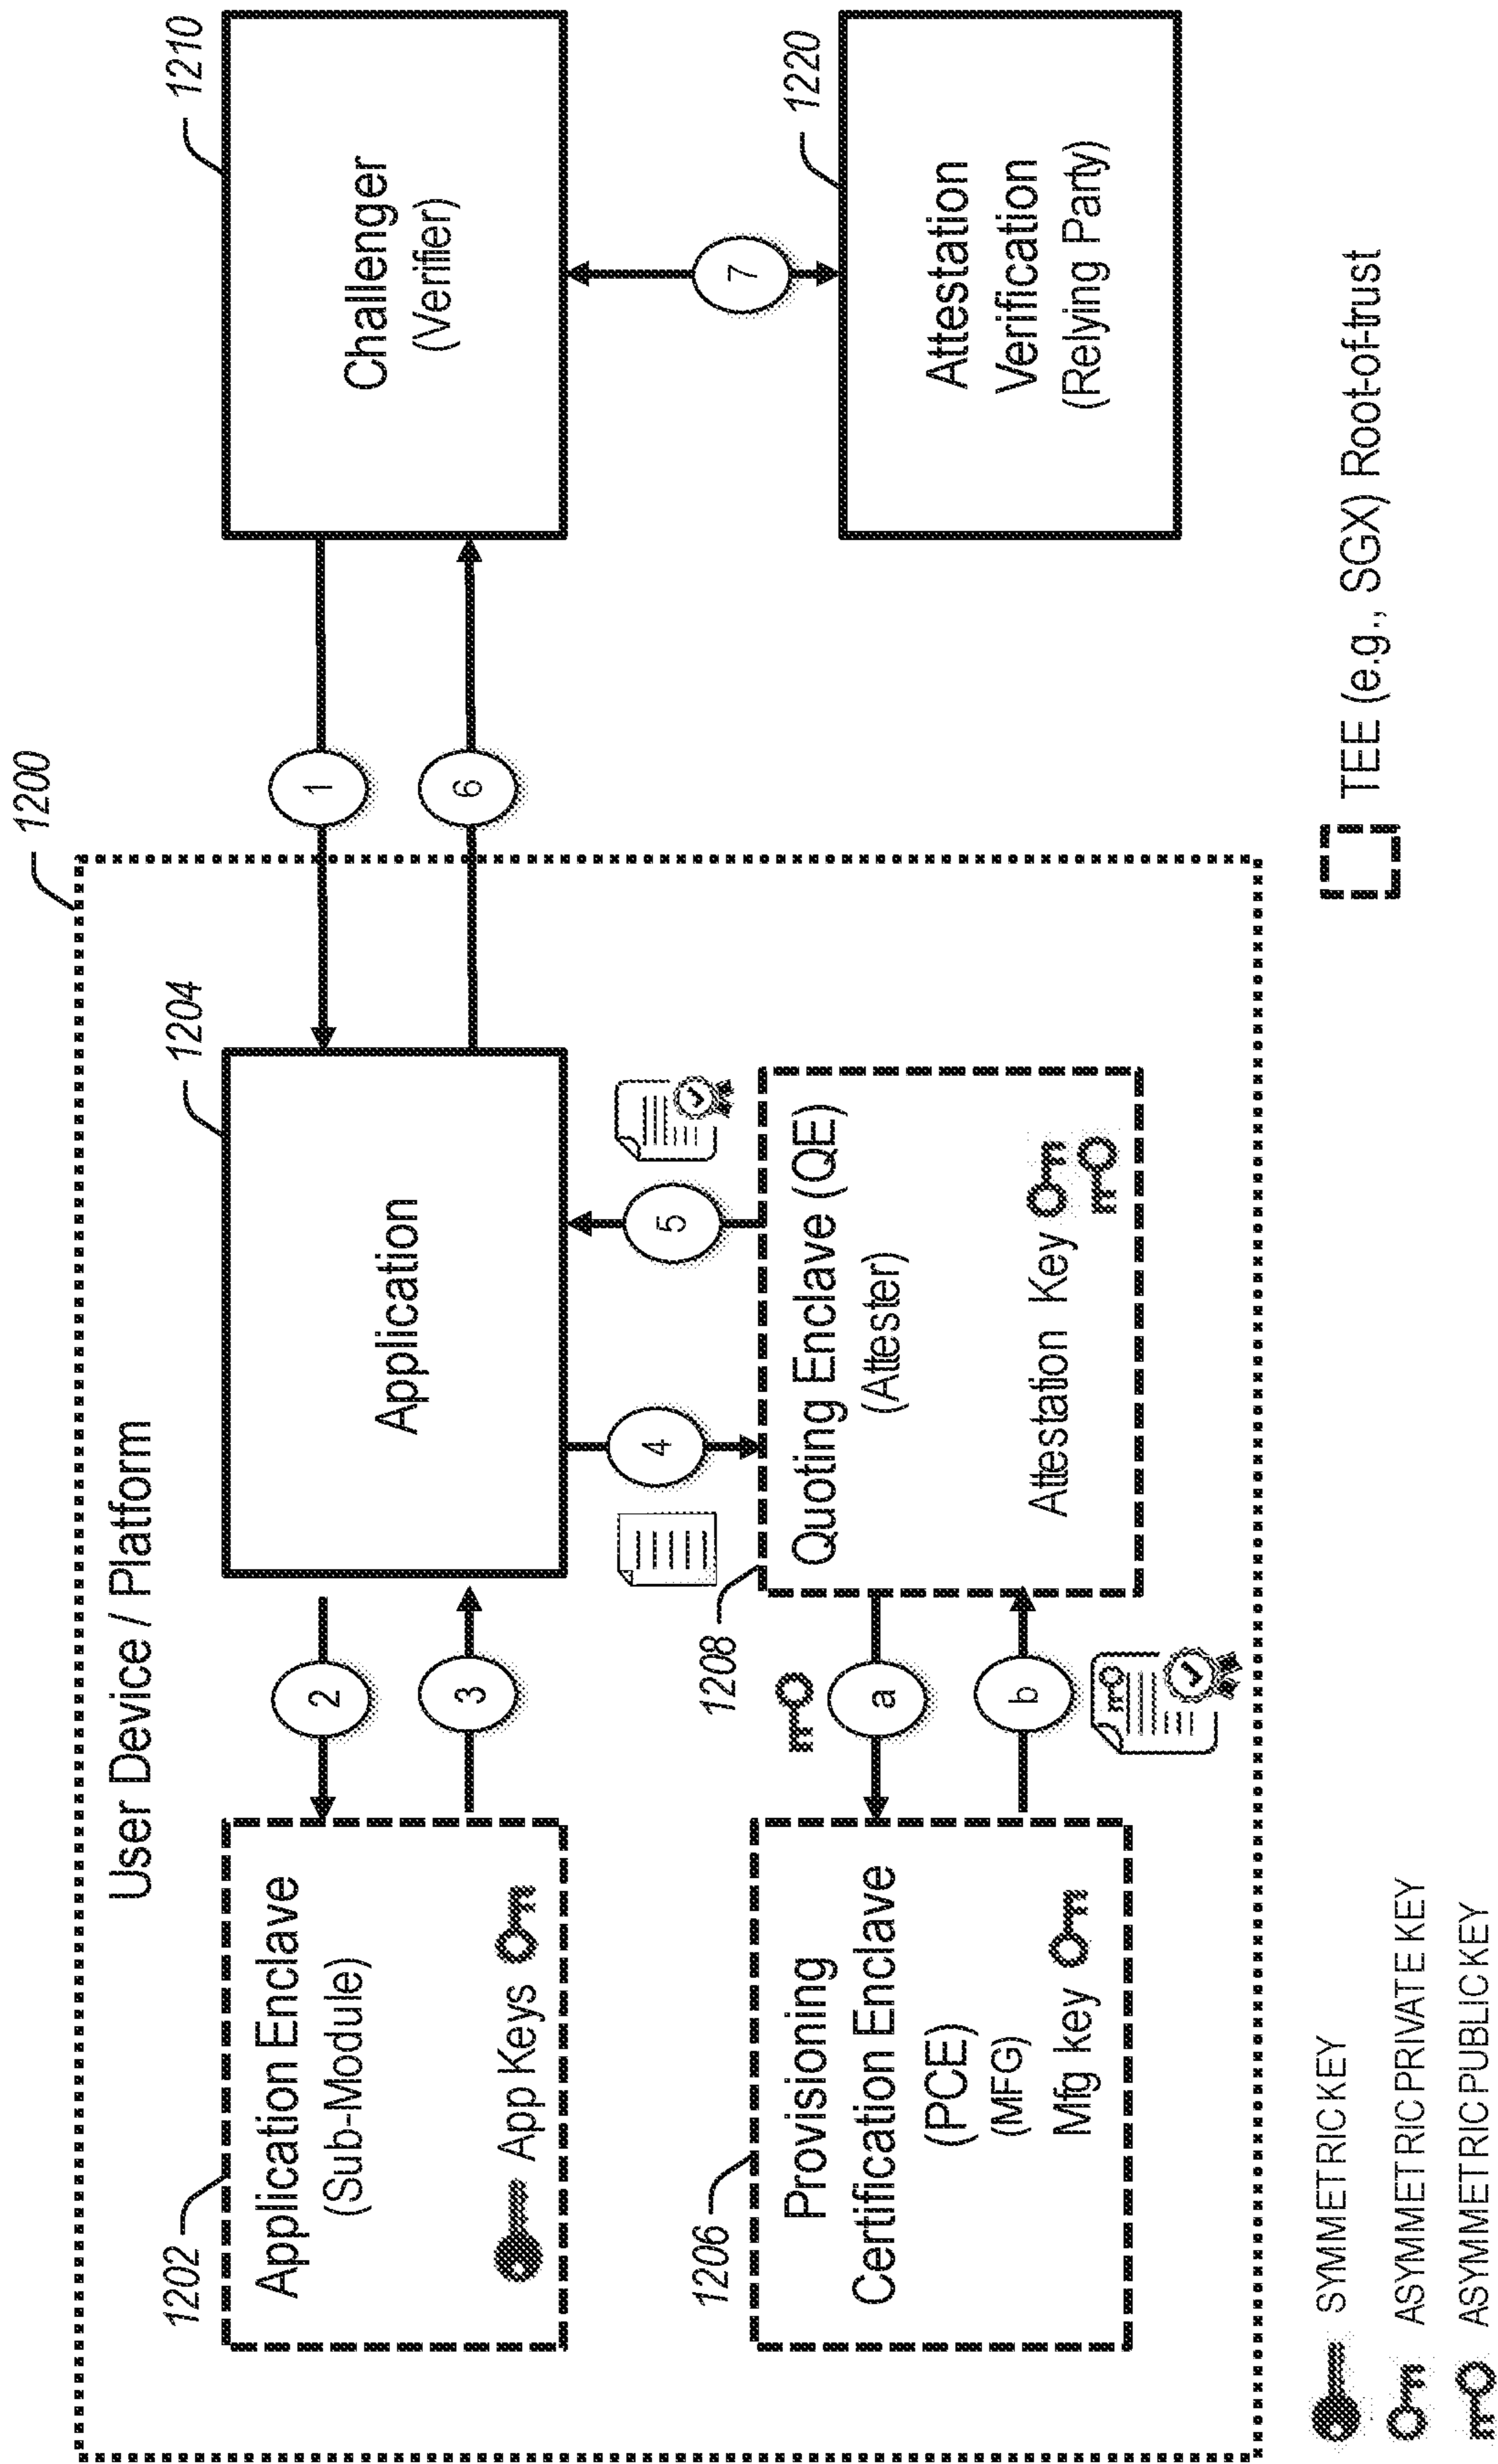 1200
User Device / Platform
1202
Application Enclave
(Sub-Module)
App Keys
2
3
1204
Application
1
6
1210
Challenger
(Verifier)
4
5
7
1206
Provisioning
Certification Enclave
(PCE)
(MFG)
Mfg key
a
b
1208
Quoting Enclave (QE)
(Attester)
Attestation Key
1220
Attestation
Verification
(Relying Party)
SYMMETRIC KEY
ASYMMETRIC PRIVATE KEY
ASYMMETRIC PUBLIC KEY
TEE (e.g., SGX) Root-of-trust